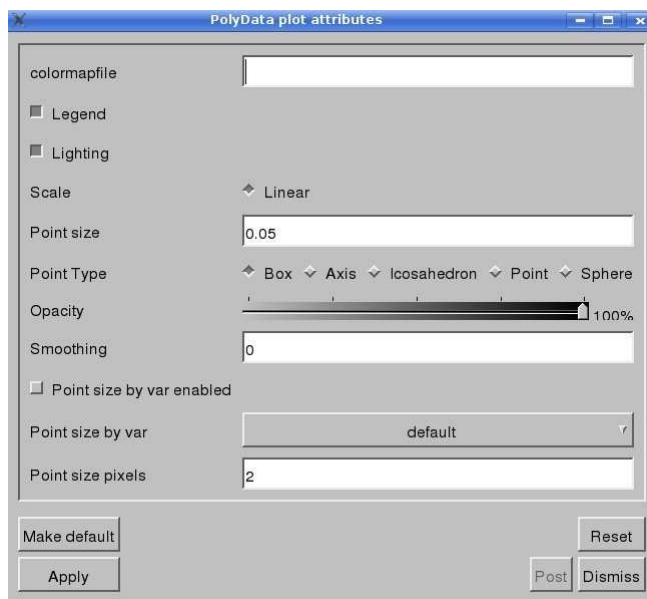 PolyData plot attributes
colormapfile
Legend
Lighting
Scale Linear
Point size 0.05
Point Type Box Axis Icosahedron Point Sphere
Opacity 100%
Smoothing 0
Point size by var enabled
Point size by var default
Point size pixels 2
Make default Reset
Apply Post Dismiss